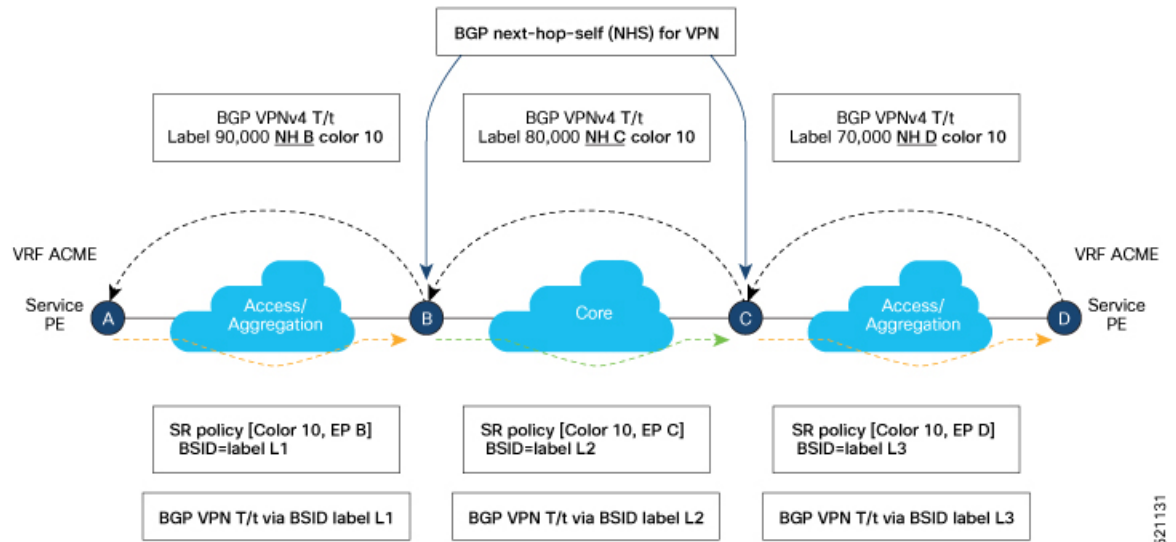 BGP next-hop-self (NHS) for VPN
BGP VPNv4 T/t
Label 90,000 NH B color 10
BGP VPNv4 T/t
Label 80,000 NH C color 10
BGP VPNv4 T/t
Label 70,000 NH D color 10
VRF ACME
VRF ACME
Service
PE
A
Access/
Aggregation
B
Core
C
Access/
Aggregation
D
Service
PE
SR policy [Color 10, EP B]
BSID=label L1
SR policy [Color 10, EP C]
BSID=label L2
SR policy [Color 10, EP D]
BSID=label L3
BGP VPN T/t via BSID label L1
BGP VPN T/t via BSID label L2
BGP VPN T/t via BSID label L3
521131